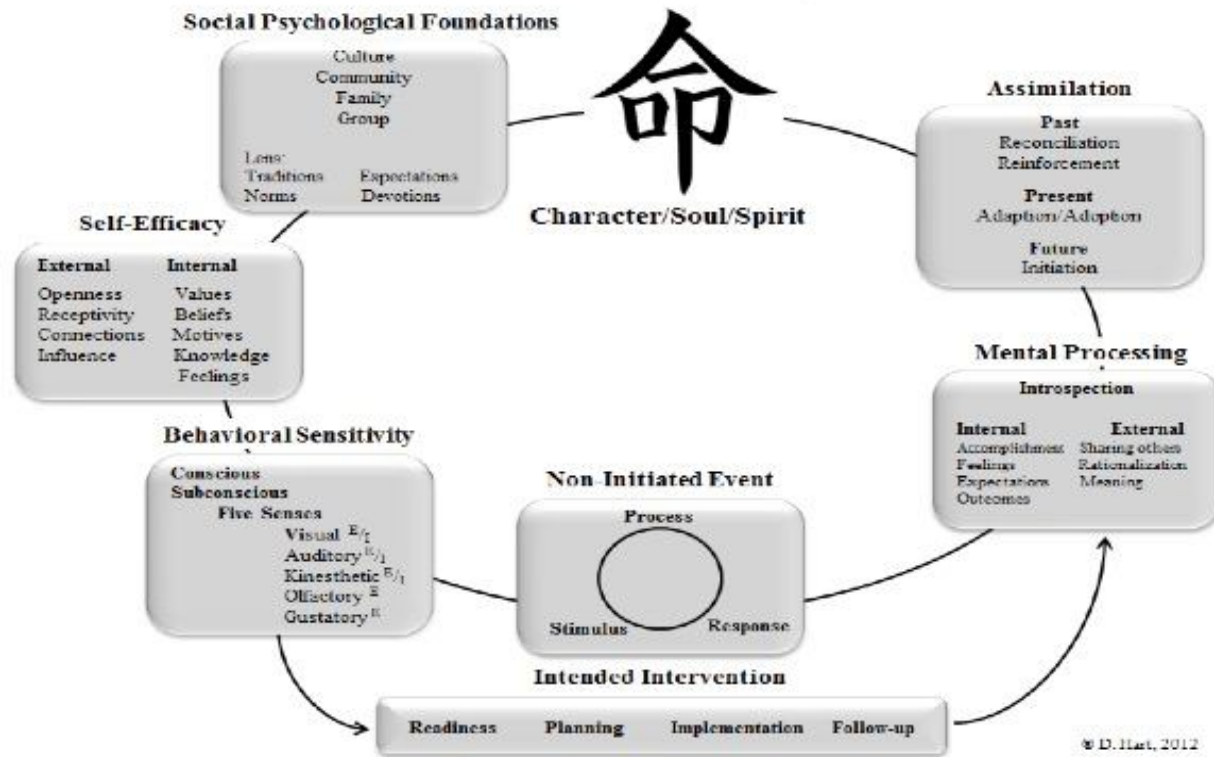 Social Psychological Foundations
Culture
Community
Family
Group
Lens:
Traditions Expectations
Norms Devotions
命
Character/Soul/Spirit
Assimilation
Past
Reconciliation
Reinforcement
Present
Adaption/Adoption
Future
Initiation
Self-Efficacy
External Internal
Openness Values
Receptivity Beliefs
Connections Motives
Influence Knowledge
Feelings
Mental Processing
Introspection
Internal External
Accomplishment Sharing others
Feelings Rationalization
Expectations Meaning
Outcomes
Behavioral Sensitivity
Conscious
Subconscious
Five Senses
Visual E/I
Auditory E/I
Kinesthetic E/I
Olfactory E
Gustatory E
Non-Initiated Event
Process
Stimulus Response
Intended Intervention
Readiness Planning Implementation Follow-up
® D. Hart, 2012